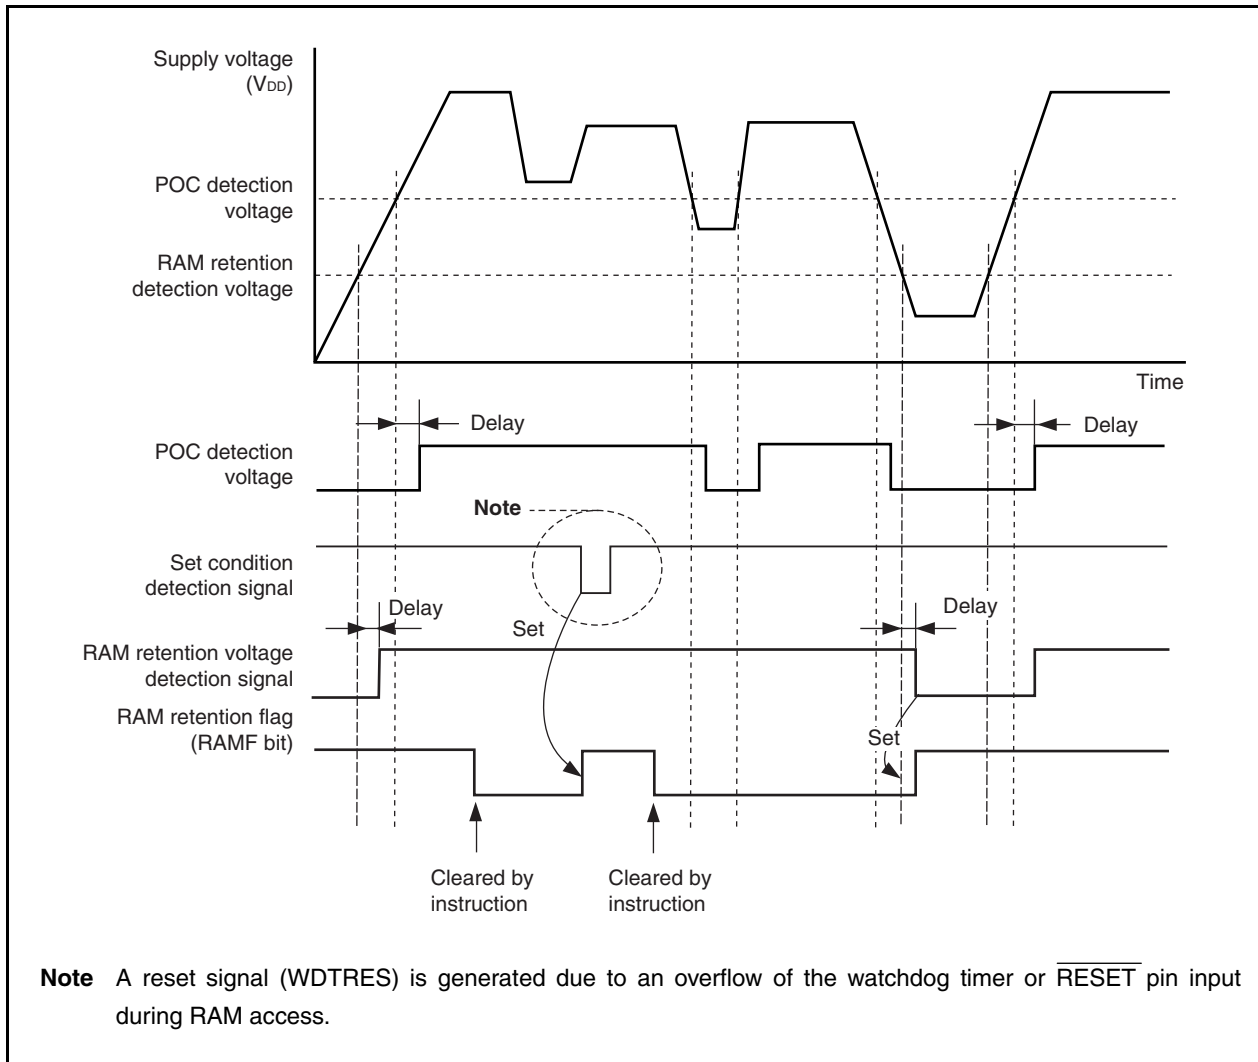 Supply voltage
(VDD)
POC detection
voltage
RAM retention
detection voltage
Time
Delay
Delay
POC detection
voltage
Note
Set condition
detection signal
Delay
Delay
Set
RAM retention voltage
detection signal
RAM retention flag
(RAMF bit)
Set
Cleared by
instruction
Cleared by
instruction
Note A reset signal (WDTRES) is generated due to an overflow of the watchdog timer or RESET pin input
during RAM access.